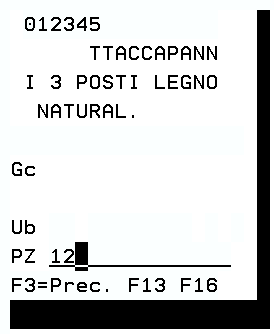 012345
TTACCAPANN
I 3 POSTI LEGNO
NATURAL.
Gc
Ub
PZ 12
F3=Prec. F13 F16